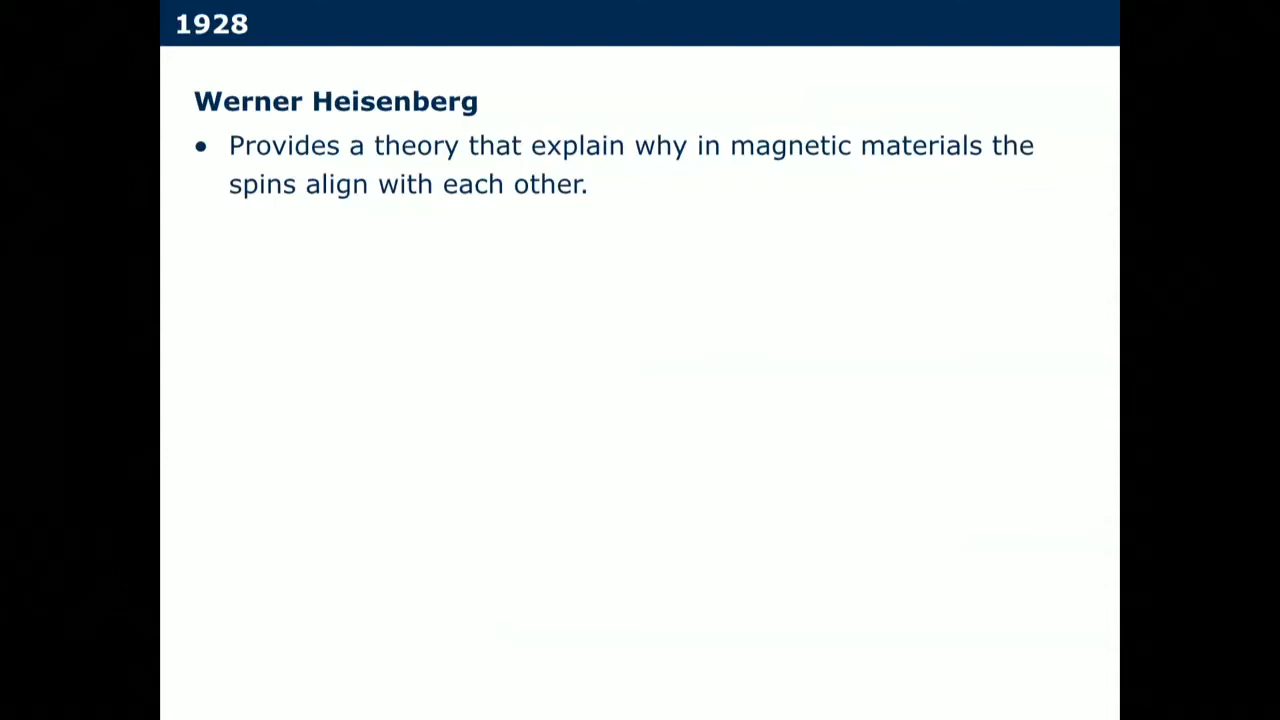 1928
Werner Heisenberg
• Provides a theory that explain why in magnetic materials the
spins align with each other.